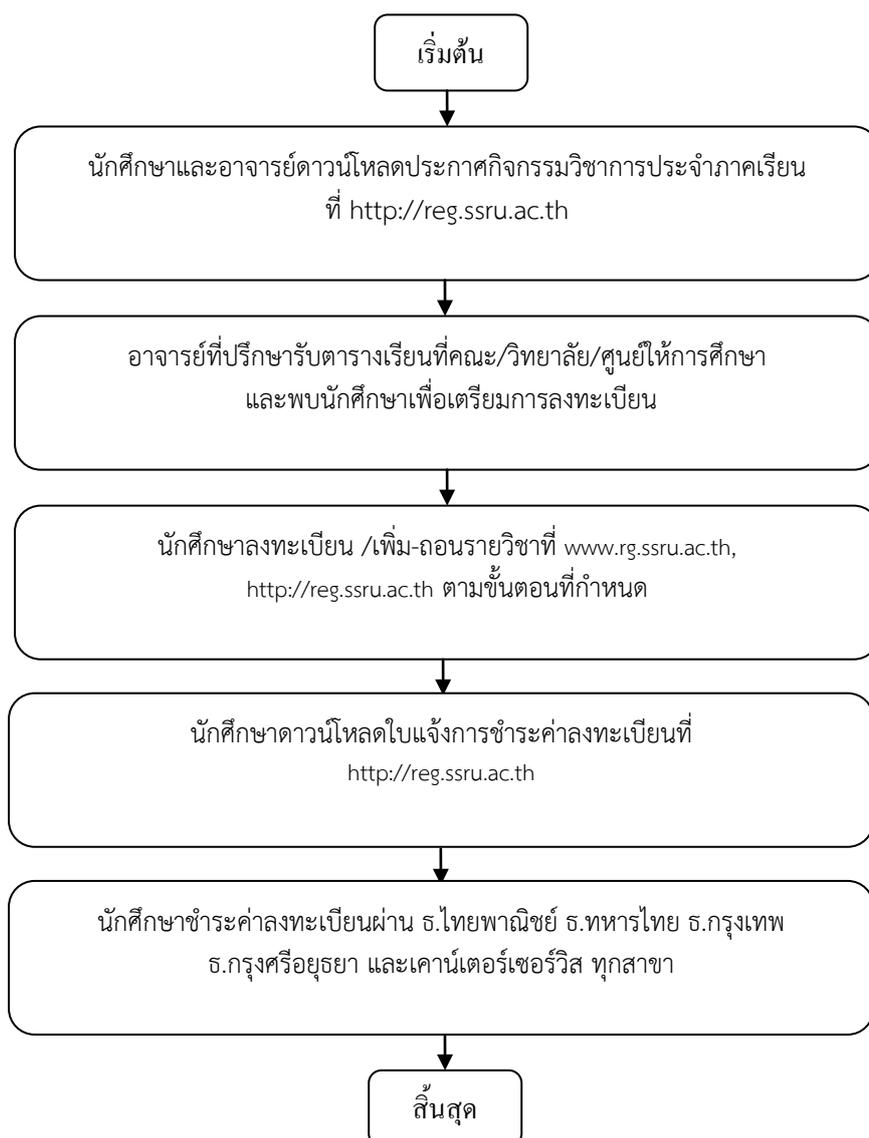 เริ่มต้น
นักศึกษาและอาจารย์ดาวน์โหลดประกาศกิจกรรมวิชาการประจำภาคเรียน
ที่ http://reg.ssru.ac.th
อาจารย์ที่ปรึกษารับตารางเรียนที่คณะ/วิทยาลัย/ศูนย์ให้การศึกษา
และพบนักศึกษาเพื่อเตรียมการลงทะเบียน
นักศึกษาลงทะเบียน /เพิ่ม-ถอนรายวิชาที่ www.rg.ssru.ac.th,
http://reg.ssru.ac.th ตามขั้นตอนที่กำหนด
นักศึกษาดาวน์โหลดใบแจ้งการชำระค่าลงทะเบียนที่
http://reg.ssru.ac.th
นักศึกษาชำระค่าลงทะเบียนผ่าน ธ.ไทยพาณิชย์ ธ.ทหารไทย ธ.กรุงเทพ
ธ.กรุงศรีอยุธยา และเคาน์เตอร์เซอร์วิส ทุกสาขา
สิ้นสุด